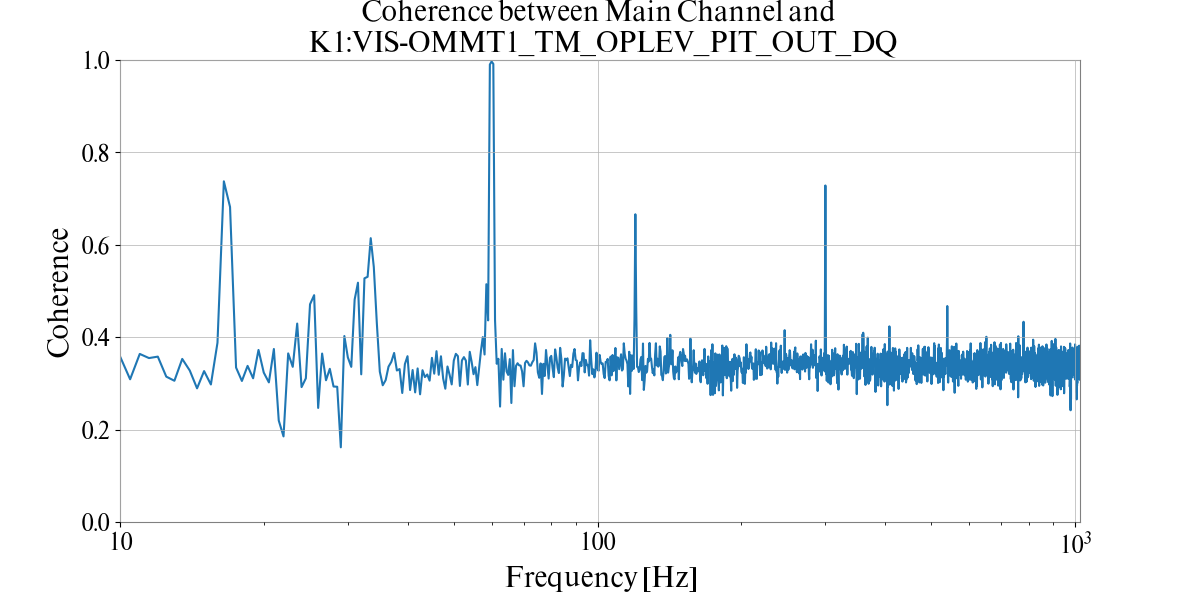 Coherence between Main Channel and
K1:VIS-OMMT1_TM_OPLEV_PIT_OUT_DQ
1.0
0.8
0.6
0.4
0.2
0.0
Coherence
10
100
10³
Frequency [Hz]